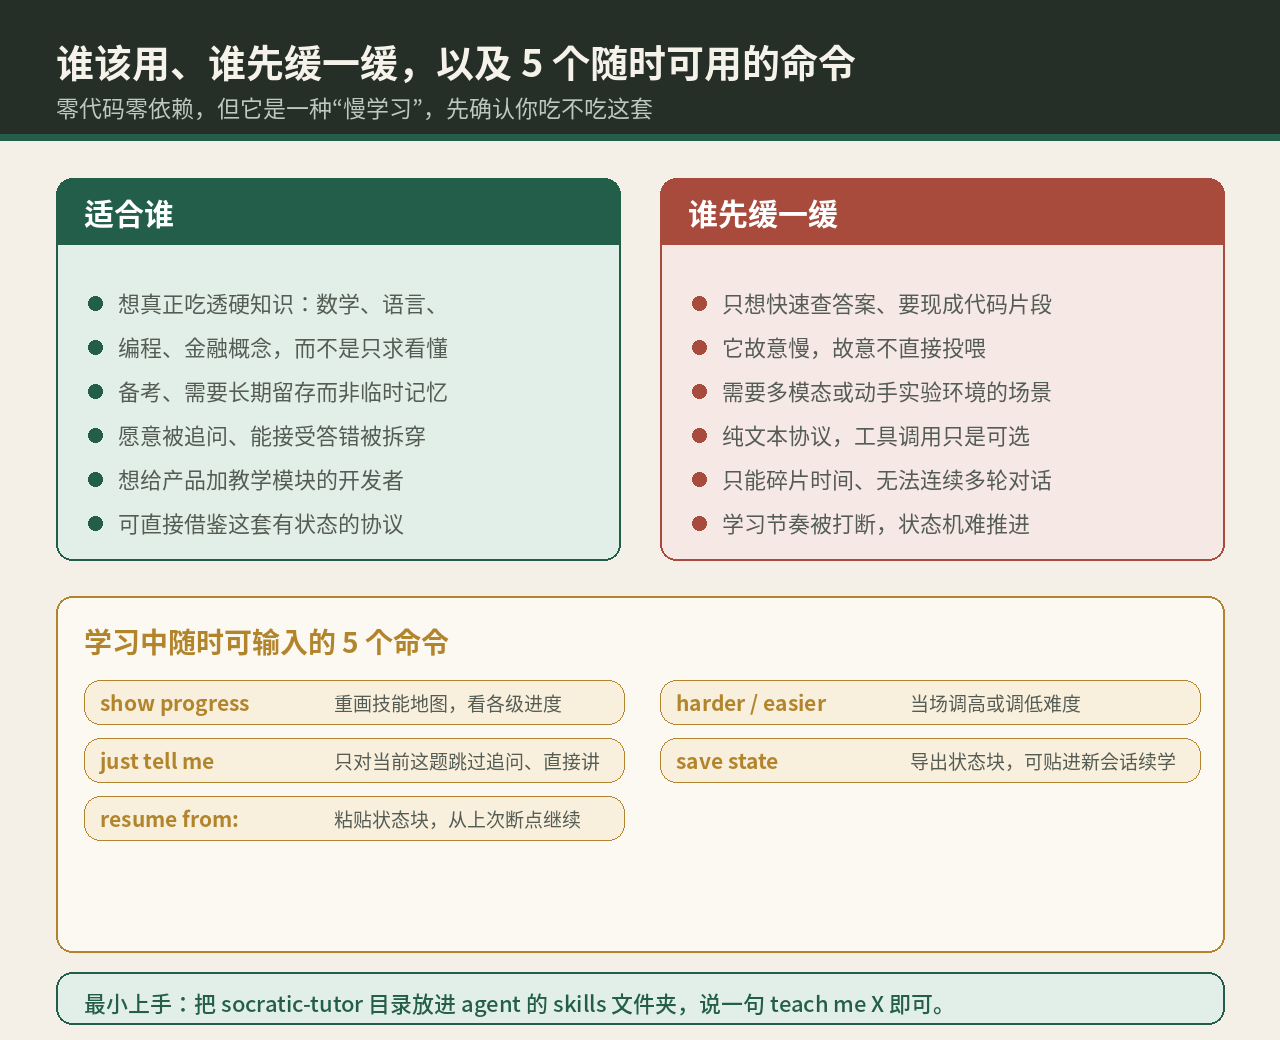 谁该用、谁先缓一缓，以及 5 个随时可用的命令
零代码零依赖，但它是一种“慢学习”，先确认你吃不吃这套
适合谁
想真正吃透硬知识：数学、语言、
编程、金融概念，而不是只求看懂
备考、需要长期留存而非临时记忆
愿意被追问、能接受答错被拆穿
想给产品加教学模块的开发者
可直接借鉴这套有状态的协议
谁先缓一缓
只想快速查答案、要现成代码片段
它故意慢，故意不直接投喂
需要多模态或动手实验环境的场景
纯文本协议，工具调用只是可选
只能碎片时间、无法连续多轮对话
学习节奏被打断，状态机难推进
学习中随时可输入的 5 个命令
show progress 重画技能地图，看各级进度
harder / easier 当场调高或调低难度
just tell me 只对当前这题跳过追问、直接讲
save state 导出状态块，可贴进新会话续学
resume from: 粘贴状态块，从上次断点继续
最小上手：把 socratic-tutor 目录放进 agent 的 skills 文件夹，说一句 teach me X 即可。